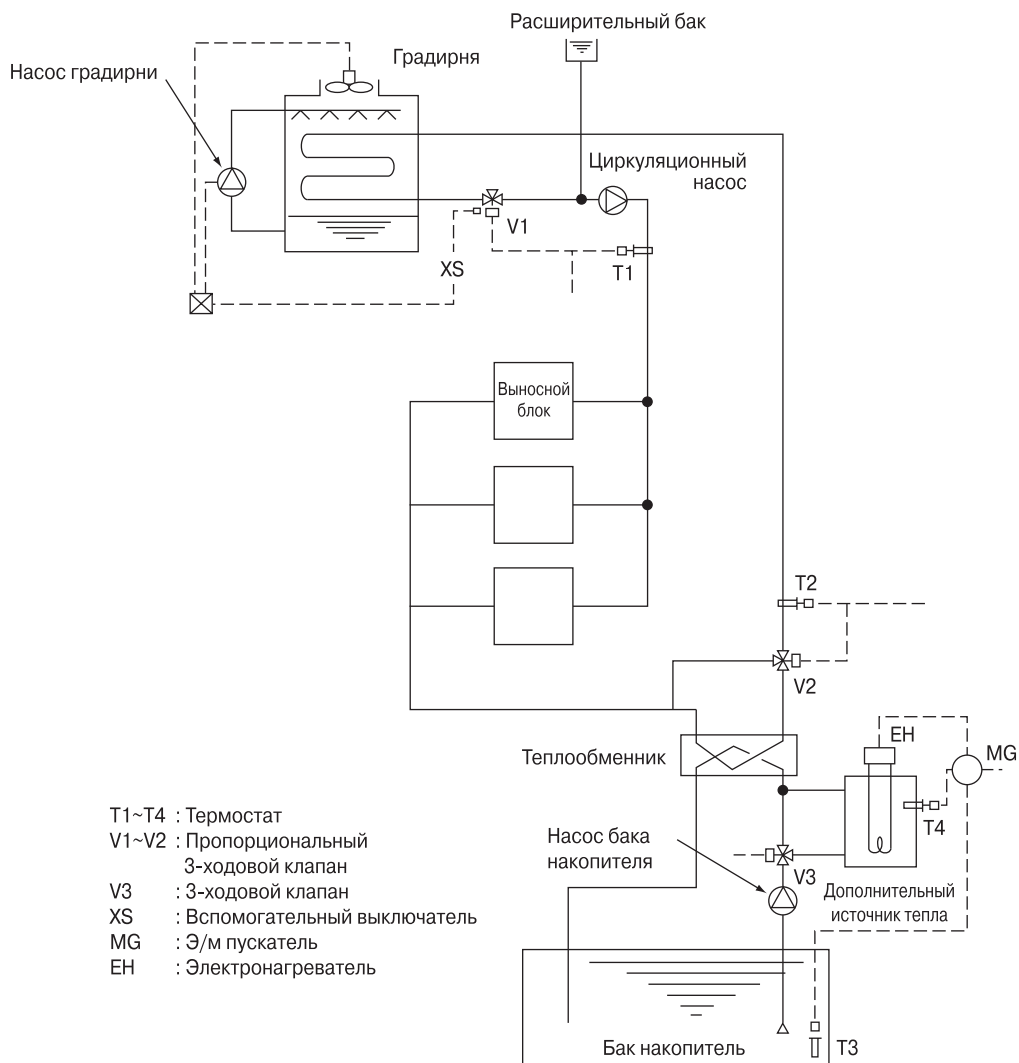 Расширительный бак
Градирня
Насос градирни
Циркуляционный
насос
V1
XS
T1
Выносной
блок
T2
V2
Теплообменник
EH
MG
T4
Насос бака
накопителя
V3
Дополнительный
источник тепла
T1~T4 : Термостат
V1~V2 : Пропорциональный
3-ходовой клапан
V3 : 3-ходовой клапан
XS : Вспомогательный выключатель
MG : Э/м пускатель
EH : Электронагреватель
Бак накопитель
T3